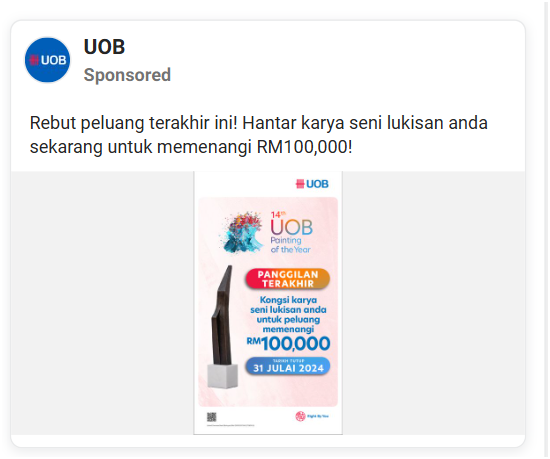 UOB
UOB
Sponsored
Rebut peluang terakhir ini! Hantar karya seni lukisan anda
sekarang untuk memenangi RM100,000!
UOB
14th
UOB
Painting
of the Year
PANGGILAN
TERAKHIR
Kongsi karya
seni lukisan anda
untuk peluang
memenangi
RM100,000
TARIKH TUTUP
31 JULAI 2024
Right By You